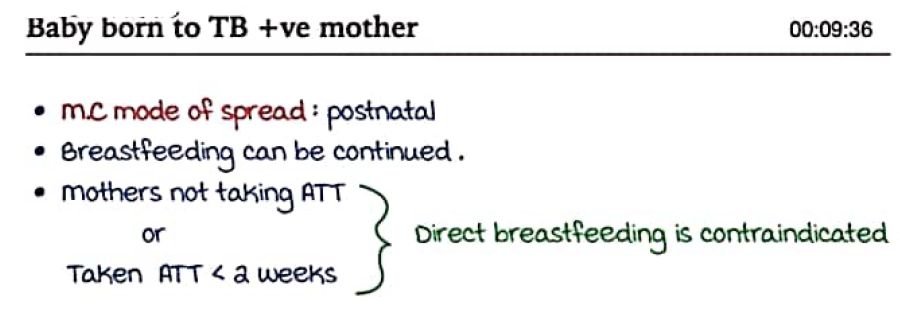 Baby born to TB +ve mother
00:09:36
• m.c mode of spread : postnatal
• Breastfeeding can be continued.
• mothers not taking ATT
or
Taken ATT < 2 weeks
Direct breastfeeding is contraindicated